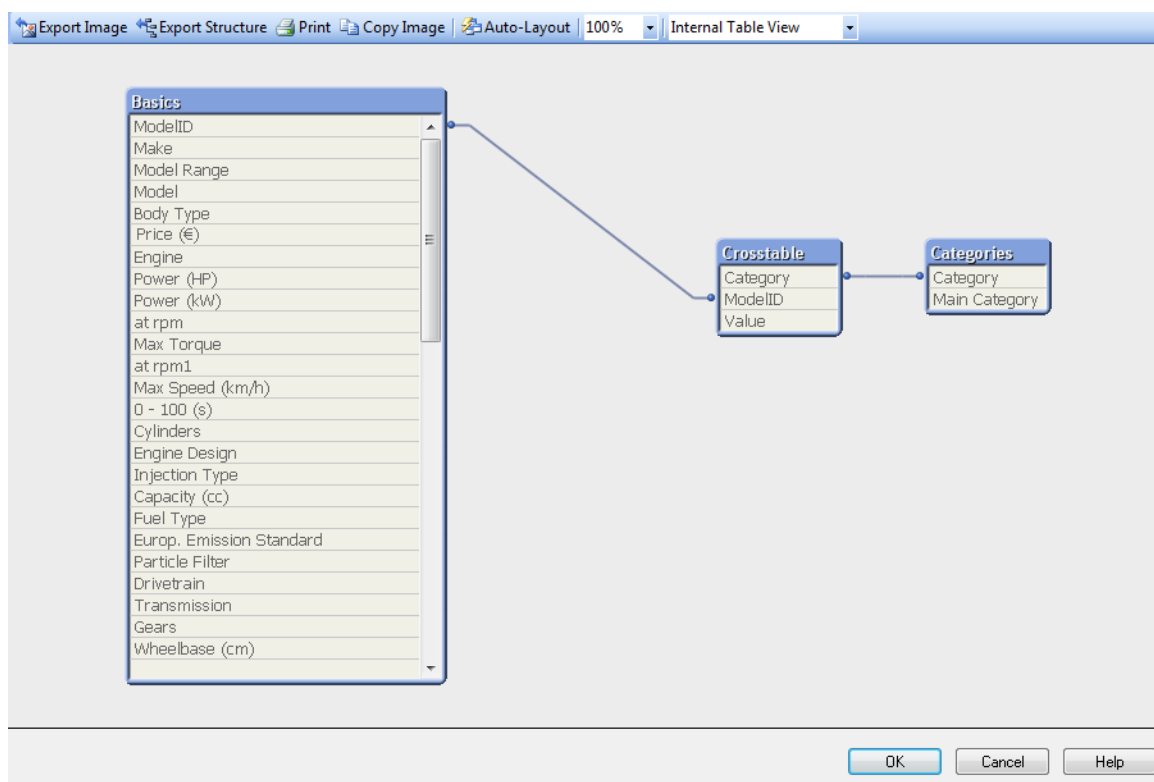 Export Image Export Structure Print Copy Image Auto-Layout 100% Internal Table View
Basics
ModelID
Make
Model Range
Model
Body Type
Price (€)
Engine
Power (HP)
Power (kW)
at rpm
Max Torque
at rpm1
Max Speed (km/h)
0 - 100 (s)
Cylinders
Engine Design
Injection Type
Capacity (cc)
Fuel Type
Europ. Emission Standard
Particle Filter
Drivetrain
Transmission
Gears
Wheelbase (cm)
Crosstable
Category
ModelID
Value
Categories
Category
Main Category
OK Cancel Help